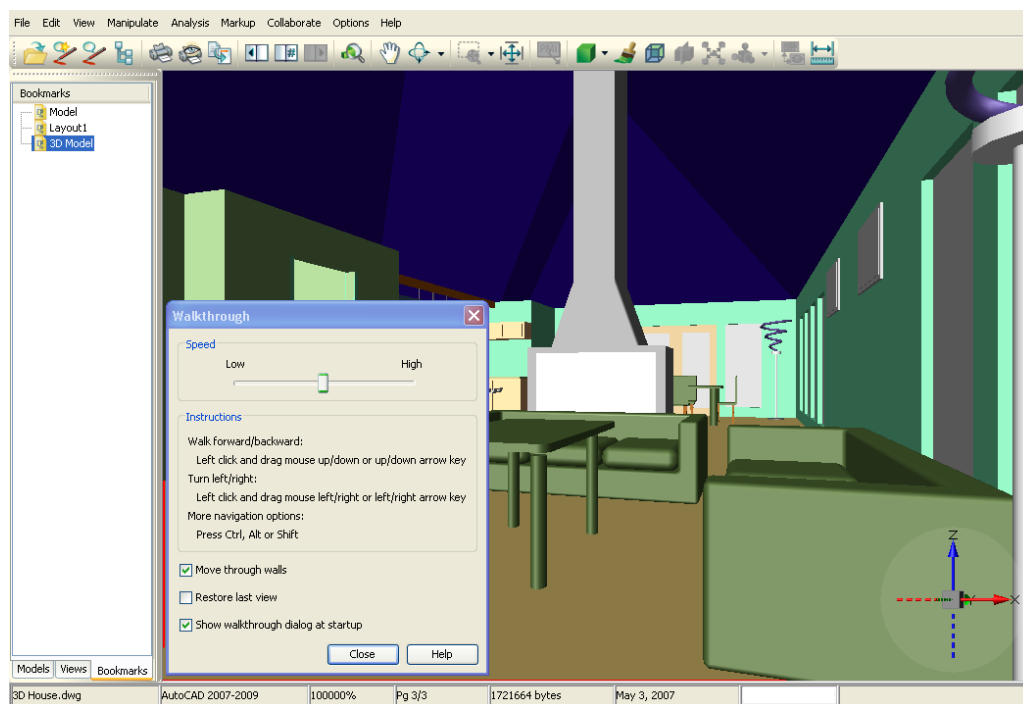 File Edit View Manipulate Analysis Markup Collaborate Options Help
Bookmarks
Model
Layout1
3D Model
Walkthrough
Speed
Low High
Instructions
Walk forward/backward:
Left click and drag mouse up/down or up/down arrow key
Turn left/right:
Left click and drag mouse left/right or left/right arrow key
More navigation options:
Press Ctrl, Alt or Shift
Move through walls
Restore last view
Show walkthrough dialog at startup
Close Help
Z
X
Models Views Bookmarks
3D House.dwg AutoCAD 2007-2009 100000% Pg 3/3 1721664 bytes May 3, 2007